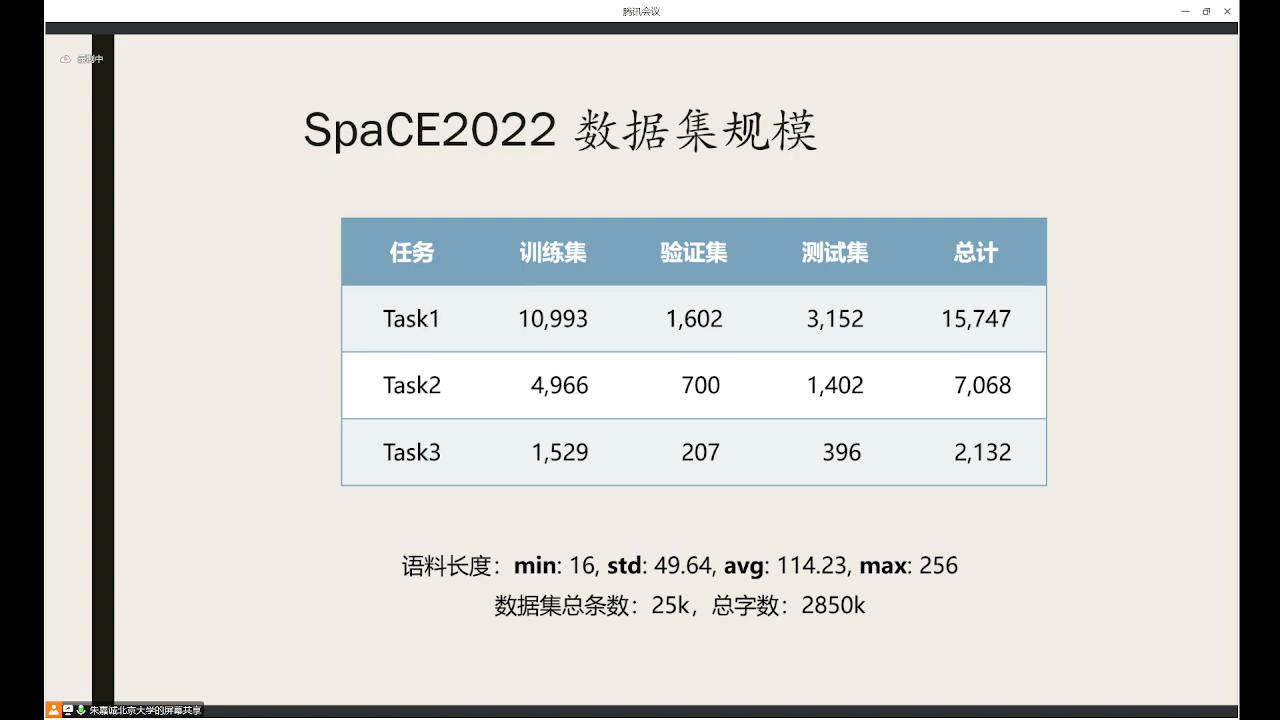 腾讯会议
录制中
SpaCE2022 数据集规模
任务 训练集 验证集 测试集 总计
Task1 10,993 1,602 3,152 15,747
Task2 4,966 700 1,402 7,068
Task3 1,529 207 396 2,132
语料长度：min: 16, std: 49.64, avg: 114.23, max: 256
数据集总条数：25k，总字数：2850k
朱嘉诚北京大学的屏幕共享